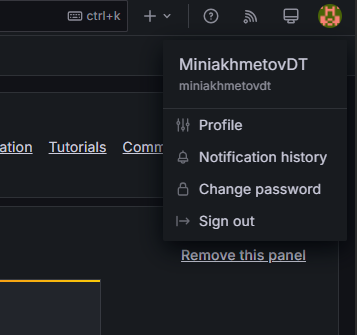 ctrl+k
MiniakhmetovDT
miniakhmetovdt
Profile
ation Tutorials Comm
Notification history
Change password
Sign out
Remove this panel